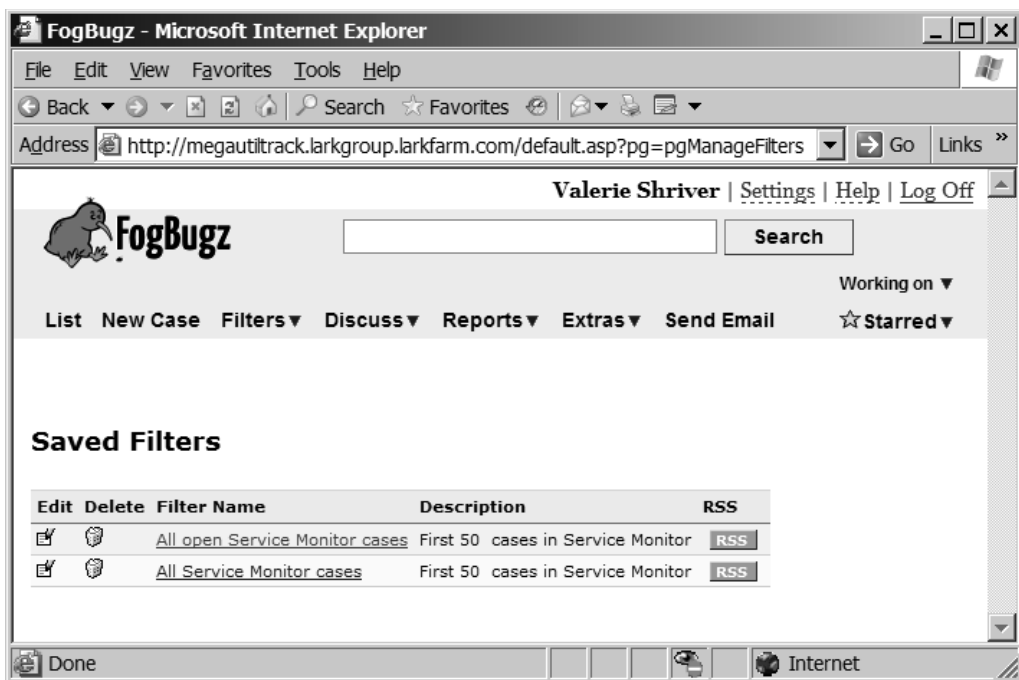 FogBugz - Microsoft Internet Explorer
File Edit View Favorites Tools Help
Back Search Favorites
Address http://megautiltrack.larkgroup.larkfarm.com/default.asp?pg=pgManageFilters Go Links »
Valerie Shriver | Settings | Help | Log Off
FogBugz Search
Working on ▼
List New Case Filters ▼ Discuss ▼ Reports ▼ Extras ▼ Send Email ☆ Starred ▼
Saved Filters
Edit Delete Filter Name Description RSS
All open Service Monitor cases First 50 cases in Service Monitor RSS
All Service Monitor cases First 50 cases in Service Monitor RSS
Done Internet